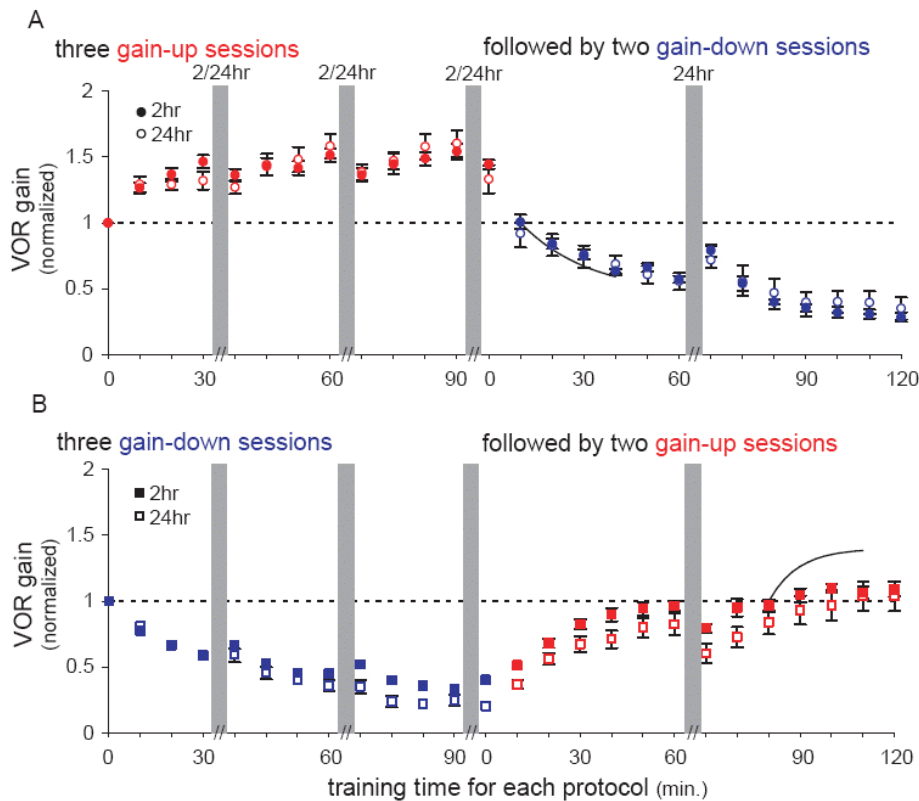 A
three gain-up sessions
followed by two gain-down sessions
2/24hr
2/24hr
2/24hr
24hr
2
1.5
1
0.5
0
VOR gain
(normalized)
2hr
24hr
0
30
60
90
0
30
60
90
120
B
three gain-down sessions
followed by two gain-up sessions
2
1.5
1
0.5
0
VOR gain
(normalized)
2hr
24hr
0
30
60
90
0
30
60
90
120
training time for each protocol (min.)